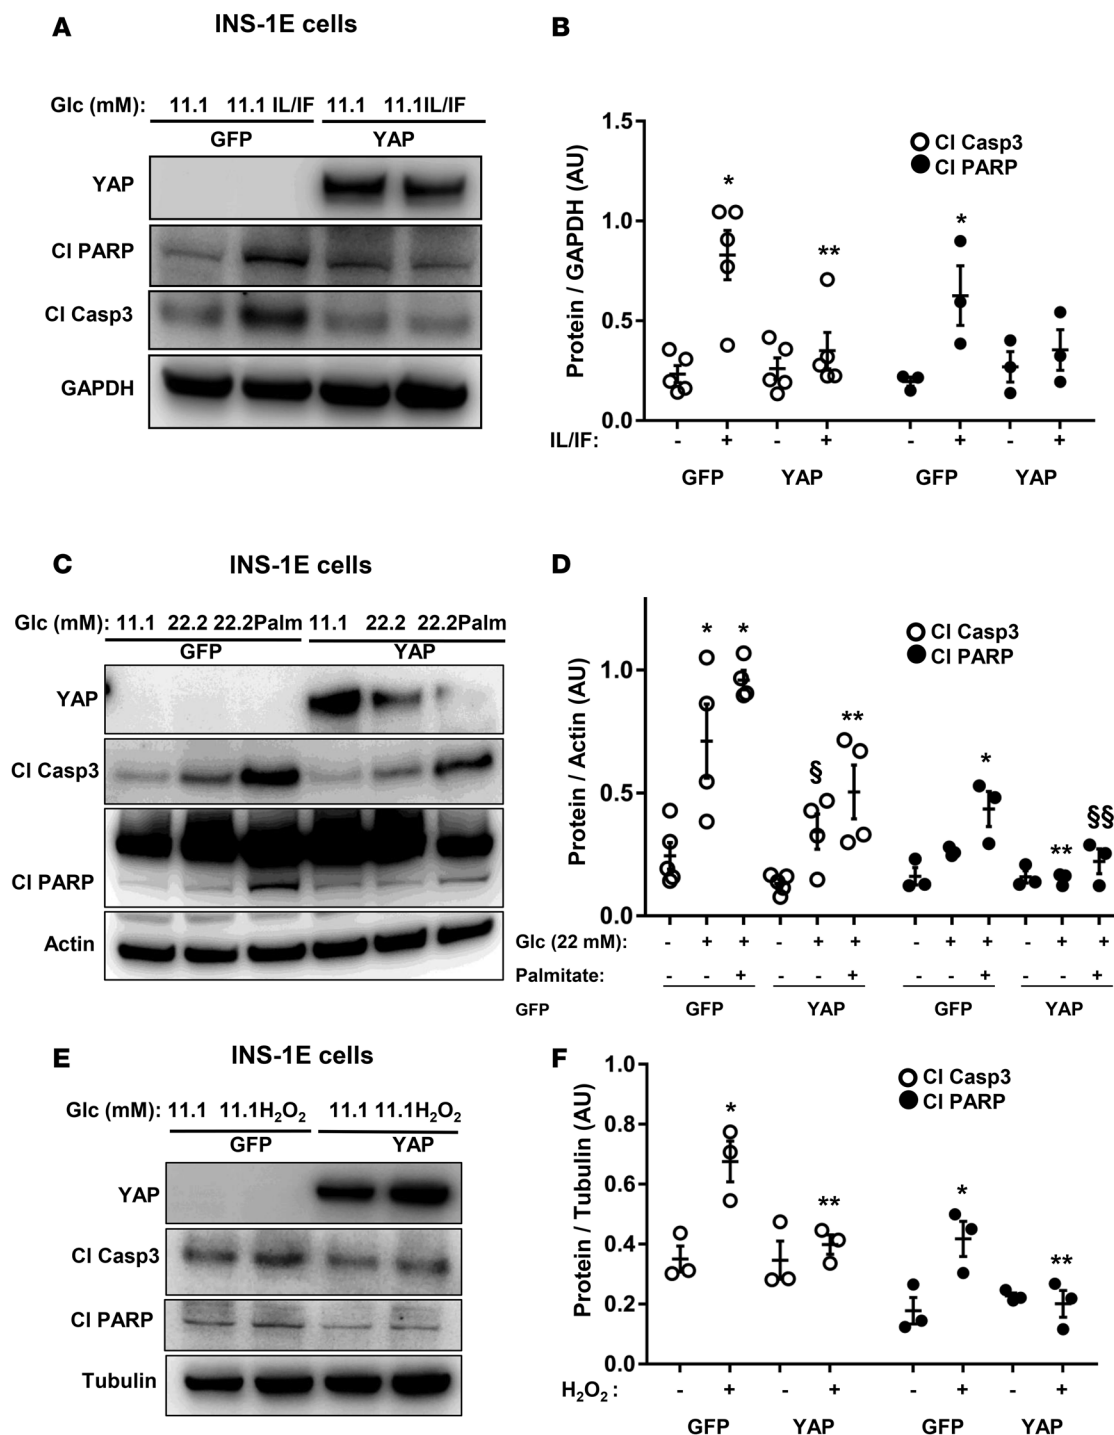 A
INS-1E cells
Glc (mM): 11.1 11.1 IL/IF 11.1 11.1IL/IF
GFP YAP
YAP
Cl PARP
Cl Casp3
GAPDH
B
Protein / GAPDH (AU)
1.5
1.0
0.5
0.0
Cl Casp3
Cl PARP
* ** *
IL/IF: - + - + - + - +
GFP YAP GFP YAP
C
INS-1E cells
Glc (mM): 11.1 22.2 22.2Palm 11.1 22.2 22.2Palm
GFP YAP
YAP
Cl Casp3
Cl PARP
Actin
D
Protein / Actin (AU)
1.0
0.5
0.0
Cl Casp3
Cl PARP
* * § ** * ** §§
Glc (22 mM): - + + - + + - + + - + +
Palmitate: - - + - - + - - + - - +
GFP GFP YAP GFP YAP
E
INS-1E cells
Glc (mM): 11.1 11.1H₂O₂ 11.1 11.1H₂O₂
GFP YAP
YAP
Cl Casp3
Cl PARP
Tubulin
F
Protein / Tubulin (AU)
1.0
0.8
0.6
0.4
0.2
0.0
Cl Casp3
Cl PARP
* ** * **
H₂O₂ : - + - + - + - +
GFP YAP GFP YAP